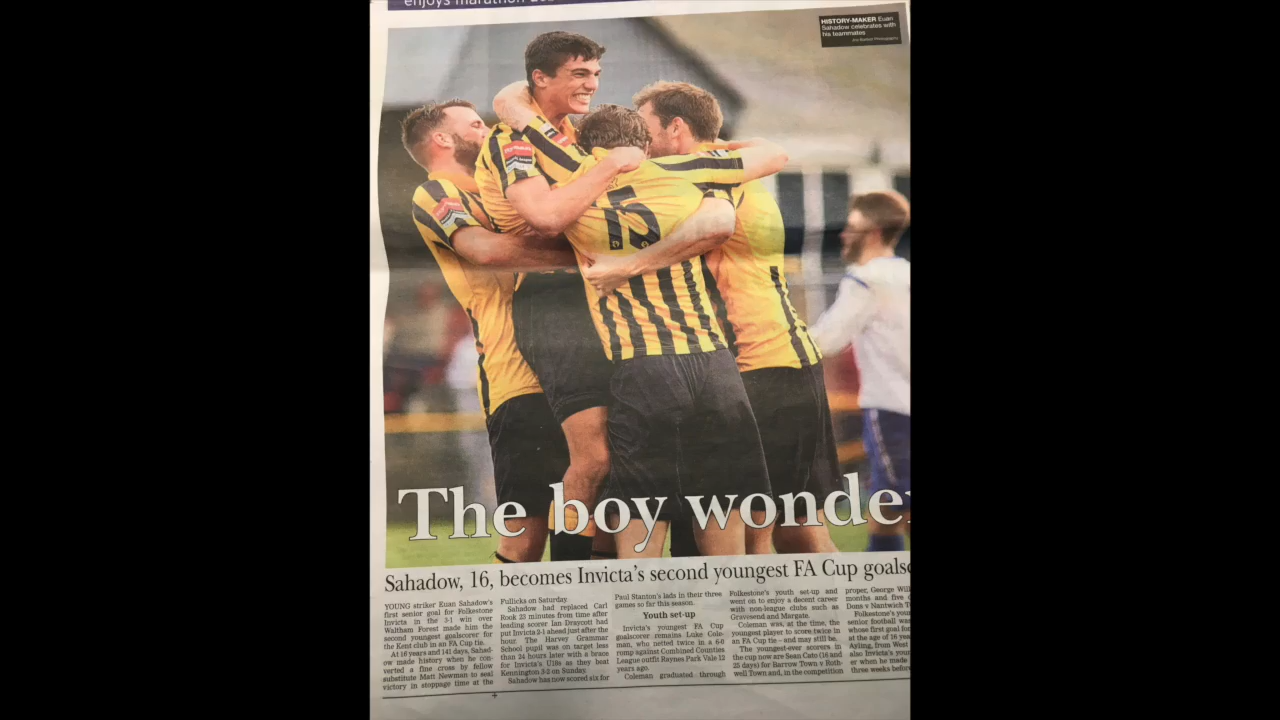 enjoys marathon
HISTORY-MAKER Euan
Sahadow celebrates with
his teammates
15
The boy wonde
Sahadow, 16, becomes Invicta's second youngest FA Cup goals
YOUNG striker Euan Sahadow's
first senior goal for Folkestone
Invicta in the 3-1 win over
Waltham Forest made him the
second youngest goalscorer for
the Kent club in an FA Cup tie.
At 16 years and 141 days, Sahad-
ow made history when he con-
verted a fine cross by fellow
substitute Matt Newman to seal
victory in stoppage time at the
Fullicks on Saturday.
Sahadow had replaced Carl
Rook 23 minutes from time after
leading scorer Ian Draycott had
put Invicta 2-1 ahead just after the
hour. The Harvey Grammar
School pupil was on target less
than 24 hours later with a brace
for Invicta's U18s as they beat
Kennington 3-2 on Sunday.
Sahadow has now scored six for
Paul Stanton's lads in their three
games so far this season.
Youth set-up
Invicta's youngest FA Cup
goalscorer remains Luke Cole-
man, who netted twice in a 6-0
romp against Combined Counties
League outfit Raynes Park Vale 12
years ago.
Coleman graduated through
Folkestone's youth set-up and
went on to enjoy a decent career
with non-league clubs such as
Gravesend and Margate.
Coleman was, at the time, the
youngest player to score twice in
an FA Cup tie – and may still be.
The youngest-ever scorers in
the cup now are Sean Cato (16 and
25 days) for Barrow Town v Roth-
well Town and, in the competition
proper, George Will
months and five
Dons v Nantwich T
Folkestone's you
senior football was
whose first goal for
at the age of 16 yea
Ayling, from West
also Invicta's your
er when he made
three weeks before